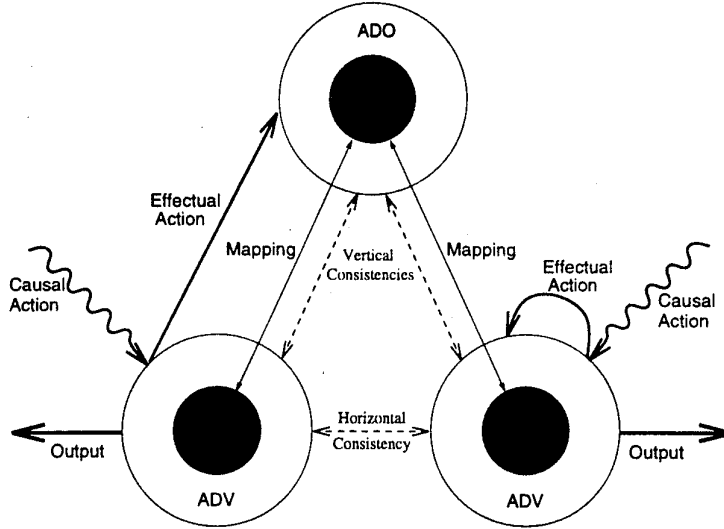 ADO
Effectual
Action
Mapping
Vertical
Consistencies
Mapping
Effectual
Action
Causal
Action
Causal
Action
Horizontal
Consistency
Output
Output
ADV
ADV